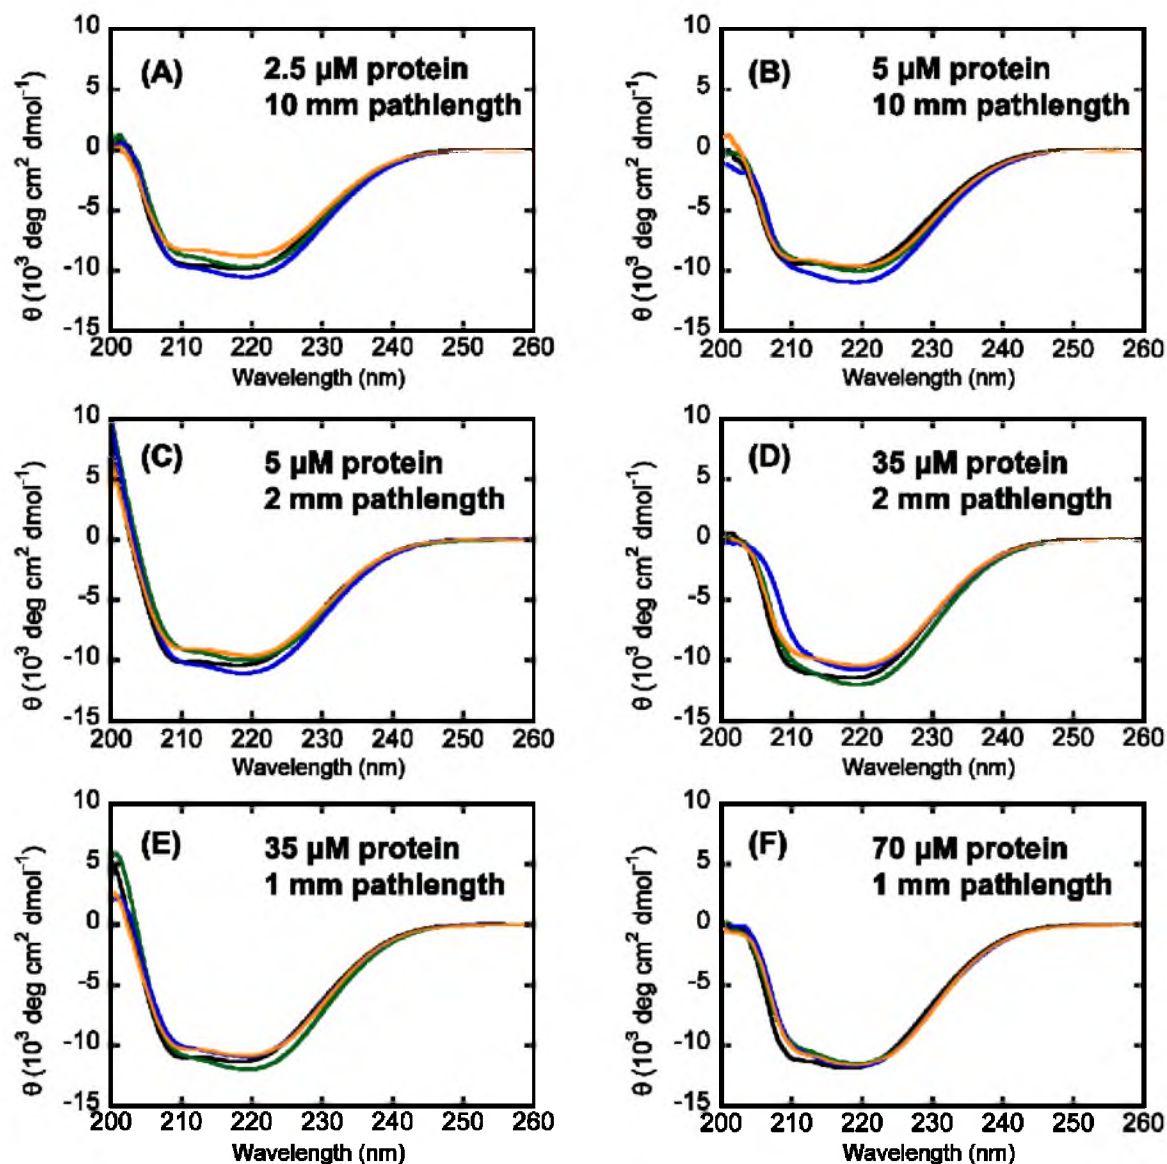 (A) 2.5 µM protein
10 mm pathlength
10
5
0
-5
-10
-15
θ (10³ deg cm² dmol⁻¹)
200 210 220 230 240 250 260
Wavelength (nm)
(B) 5 µM protein
10 mm pathlength
10
5
0
-5
-10
-15
θ (10³ deg cm² dmol⁻¹)
200 210 220 230 240 250 260
Wavelength (nm)
(C) 5 µM protein
2 mm pathlength
10
5
0
-5
-10
-15
θ (10³ deg cm² dmol⁻¹)
200 210 220 230 240 250 260
Wavelength (nm)
(D) 35 µM protein
2 mm pathlength
10
5
0
-5
-10
-15
θ (10³ deg cm² dmol⁻¹)
200 210 220 230 240 250 260
Wavelength (nm)
(E) 35 µM protein
1 mm pathlength
10
5
0
-5
-10
-15
θ (10³ deg cm² dmol⁻¹)
200 210 220 230 240 250 260
Wavelength (nm)
(F) 70 µM protein
1 mm pathlength
10
5
0
-5
-10
-15
θ (10³ deg cm² dmol⁻¹)
200 210 220 230 240 250 260
Wavelength (nm)